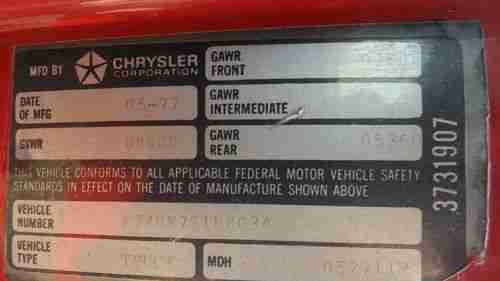 MFD BY CHRYSLER CORPORATION
GAWR FRONT
DATE OF MFG 05-77
GAWR INTERMEDIATE
GVWR
GAWR REAR
THIS VEHICLE CONFORMS TO ALL APPLICABLE FEDERAL MOTOR VEHICLE SAFETY
STANDARDS IN EFFECT ON THE DATE OF MANUFACTURE SHOWN ABOVE
VEHICLE NUMBER
VEHICLE TYPE TRUCK
MDH
3731907